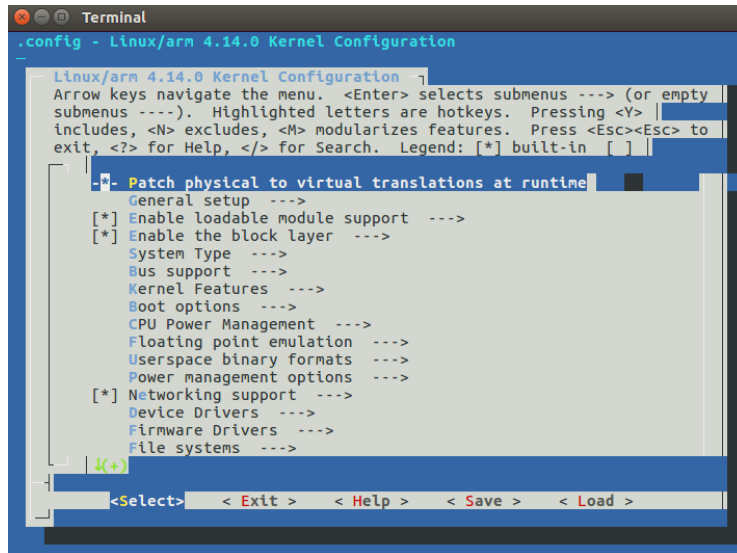 Terminal
.config - Linux/arm 4.14.0 Kernel Configuration
Linux/arm 4.14.0 Kernel Configuration
Arrow keys navigate the menu.  <Enter> selects submenus ---> (or empty
submenus ----).  Highlighted letters are hotkeys.  Pressing <Y>
includes, <N> excludes, <M> modularizes features.  Press <Esc><Esc> to
exit, <?> for Help, </> for Search.  Legend: [*] built-in  [ ]
-*- Patch physical to virtual translations at runtime
General setup  --->
[*] Enable loadable module support  --->
[*] Enable the block layer  --->
System Type  --->
Bus support  --->
Kernel Features  --->
Boot options  --->
CPU Power Management  --->
Floating point emulation  --->
Userspace binary formats  --->
Power management options  --->
[*] Networking support  --->
Device Drivers  --->
Firmware Drivers  --->
File systems  --->
↓(+)
<Select>    < Exit >    < Help >    < Save >    < Load >